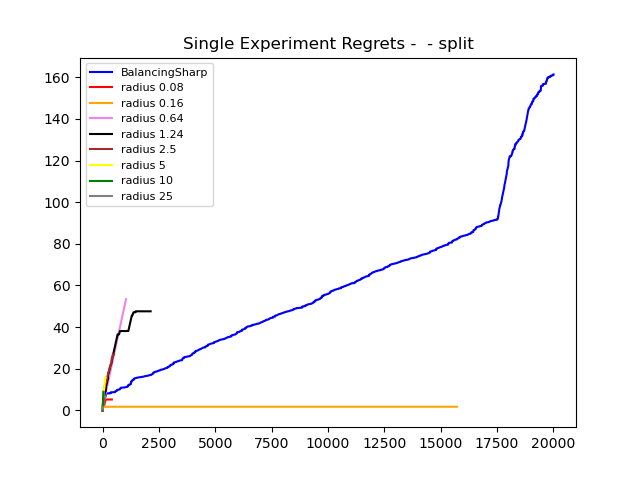 Single Experiment Regrets -  - split
BalancingSharp
radius 0.08
radius 0.16
radius 0.64
radius 1.24
radius 2.5
radius 5
radius 10
radius 25
160
140
120
100
80
60
40
20
0
0 2500 5000 7500 10000 12500 15000 17500 20000